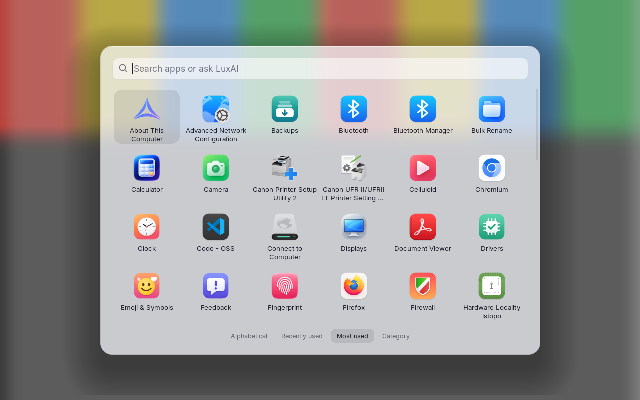 Search apps or ask LuxAI
About This
Computer
Advanced Network
Configuration
Backups
Bluetooth
Bluetooth Manager
Bulk Rename
Calculator
Camera
Canon Printer Setup
Utility 2
Canon UFR II/UFRII
LT Printer Setting ...
Celluloid
Chromium
Clock
Code - OSS
Connect to
Computer
Displays
Document Viewer
Drivers
Emoji & Symbols
Feedback
Fingerprint
Firefox
Firewall
Hardware Locality
lstopo
Alphabetical
Recently used
Most used
Category